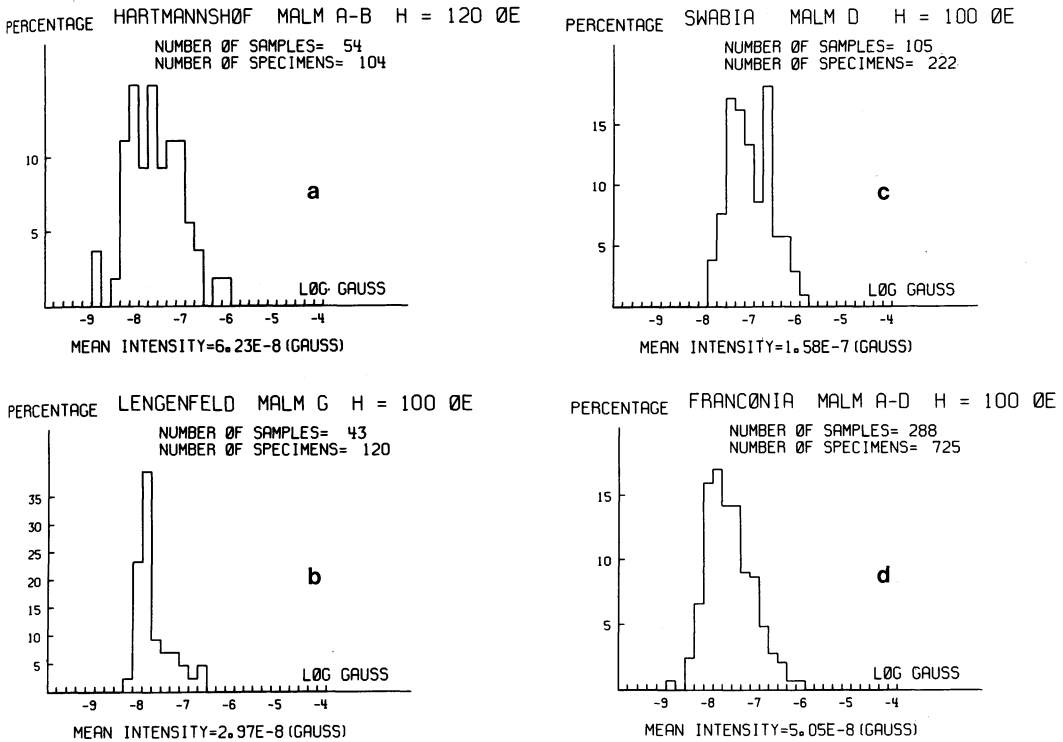 PERCENTAGE HARTMANNSHØF MALM A-B H = 120 ØE
NUMBER ØF SAMPLES= 54
NUMBER ØF SPECIMENS= 104
10
5
a
LØG GAUSS
-9 -8 -7 -6 -5 -4
MEAN INTENSITY=6.23E-8 (GAUSS)
PERCENTAGE SWABIA MALM D H = 100 ØE
NUMBER ØF SAMPLES= 105
NUMBER ØF SPECIMENS= 222
15
10
5
c
LØG GAUSS
-9 -8 -7 -6 -5 -4
MEAN INTENSITY=1.58E-7 (GAUSS)
PERCENTAGE LENGENFELD MALM G H = 100 ØE
NUMBER ØF SAMPLES= 43
NUMBER ØF SPECIMENS= 120
35
30
25
20
15
10
5
b
LØG GAUSS
-9 -8 -7 -6 -5 -4
MEAN INTENSITY=2.97E-8 (GAUSS)
PERCENTAGE FRANCØNIA MALM A-D H = 100 ØE
NUMBER ØF SAMPLES= 288
NUMBER ØF SPECIMENS= 725
15
10
5
d
LØG GAUSS
-9 -8 -7 -6 -5 -4
MEAN INTENSITY=5.05E-8 (GAUSS)